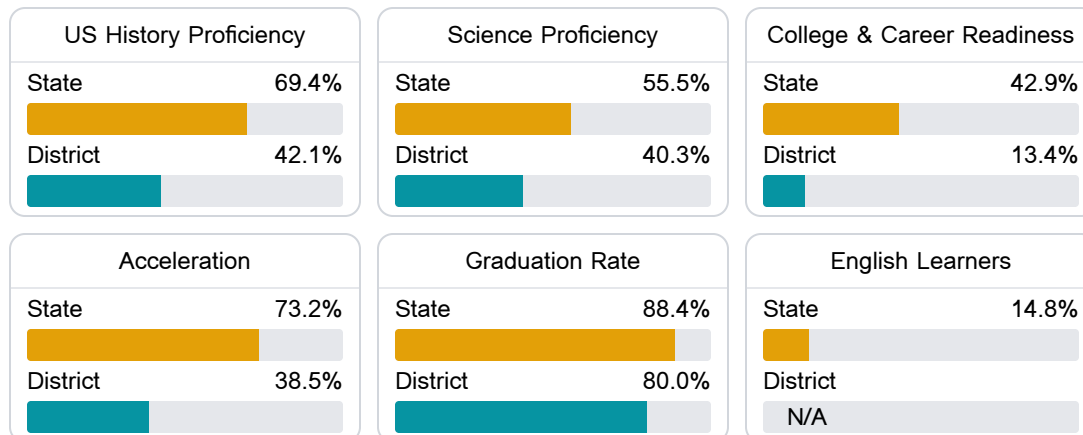 US History Proficiency
State 69.4%
District 42.1%
Science Proficiency
State 55.5%
District 40.3%
College & Career Readiness
State 42.9%
District 13.4%
Acceleration
State 73.2%
District 38.5%
Graduation Rate
State 88.4%
District 80.0%
English Learners
State 14.8%
District
N/A